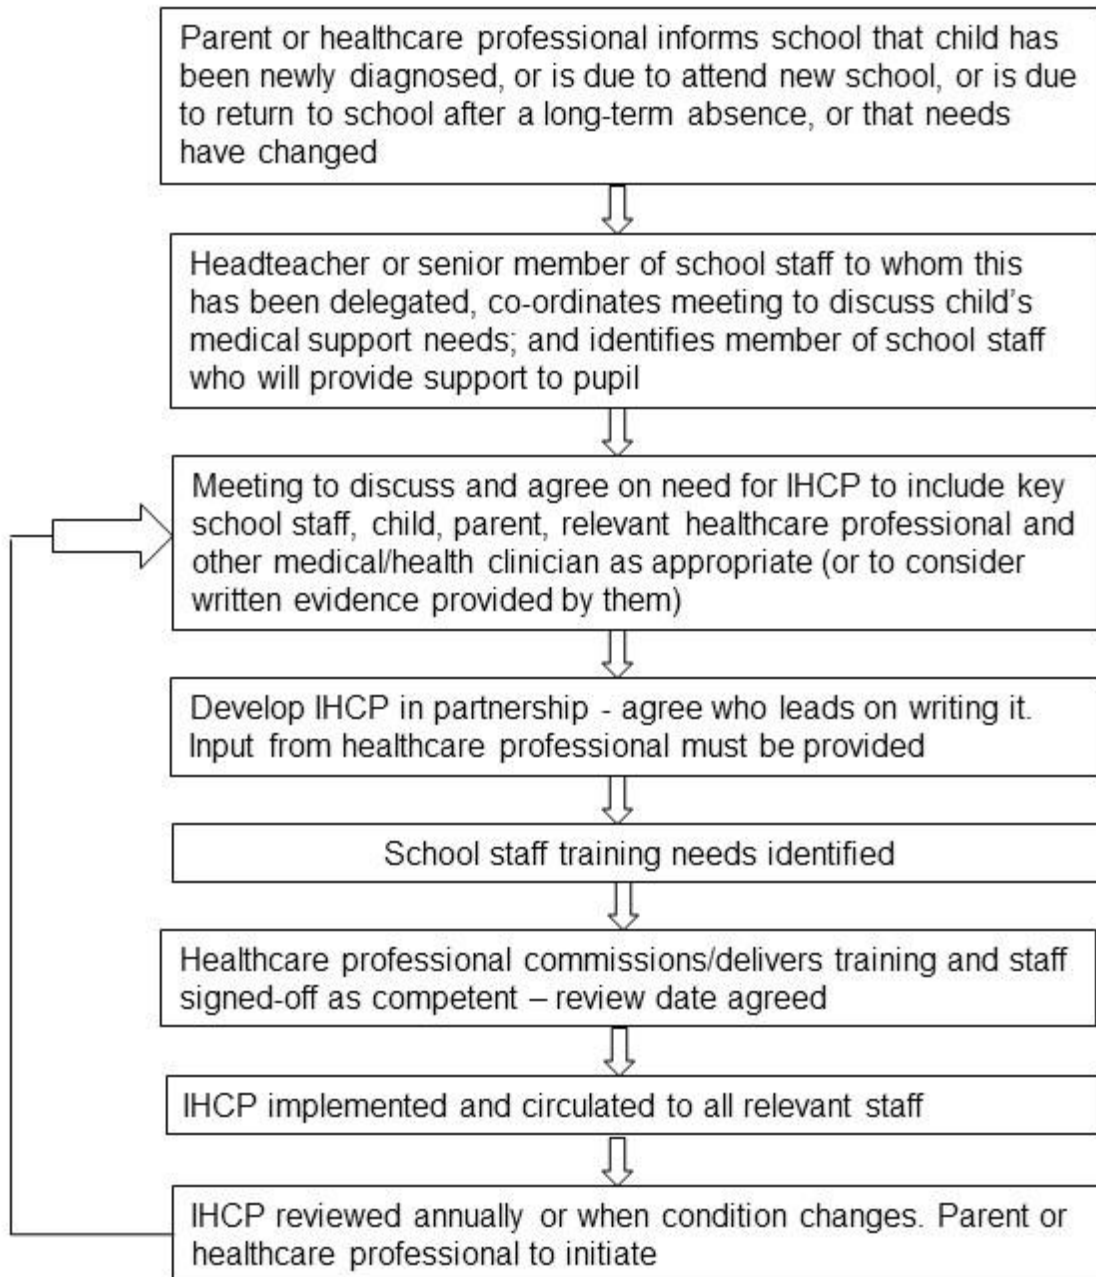 Parent or healthcare professional informs school that child has
been newly diagnosed, or is due to attend new school, or is due
to return to school after a long-term absence, or that needs
have changed
Headteacher or senior member of school staff to whom this
has been delegated, co-ordinates meeting to discuss child's
medical support needs; and identifies member of school staff
who will provide support to pupil
Meeting to discuss and agree on need for IHCP to include key
school staff, child, parent, relevant healthcare professional and
other medical/health clinician as appropriate (or to consider
written evidence provided by them)
Develop IHCP in partnership - agree who leads on writing it.
Input from healthcare professional must be provided
School staff training needs identified
Healthcare professional commissions/delivers training and staff
signed-off as competent – review date agreed
IHCP implemented and circulated to all relevant staff
IHCP reviewed annually or when condition changes. Parent or
healthcare professional to initiate